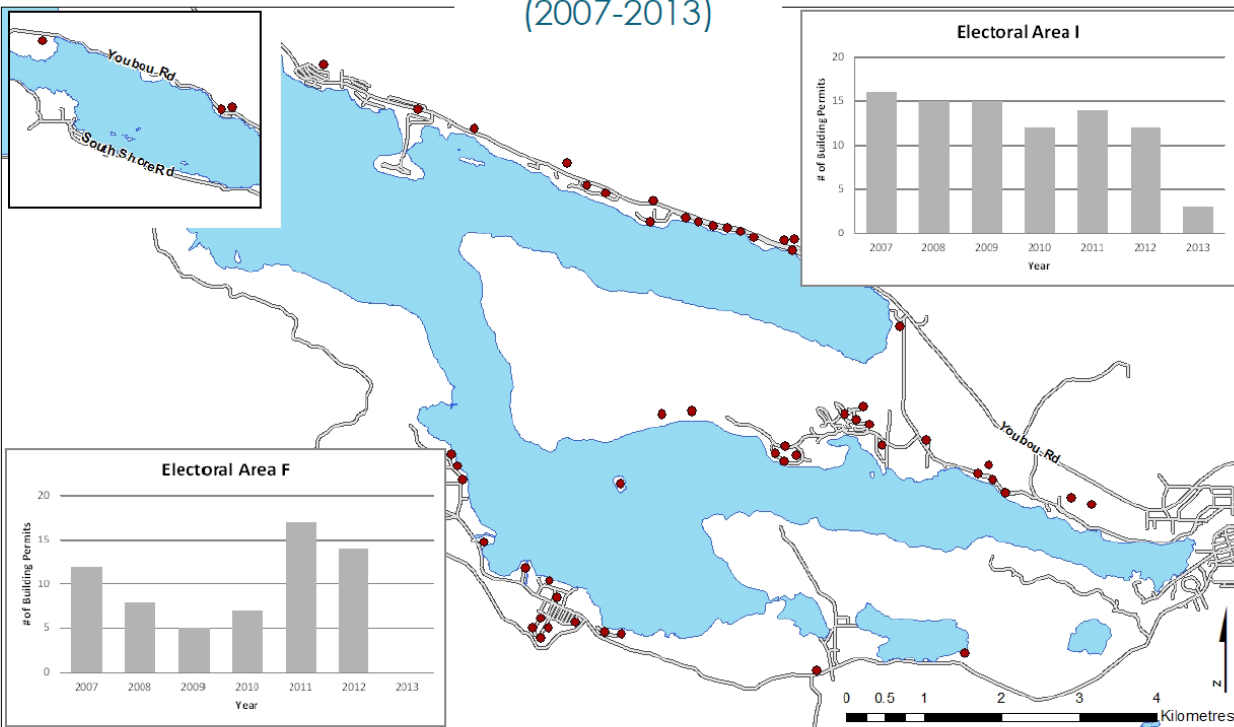 (2007-2013)
Youbou Rd
South Shore Rd
Electoral Area I
# of Building Permits
20
15
10
5
0
2007 2008 2009 2010 2011 2012 2013
Year
Youbou Rd
Electoral Area F
# of Buiilding Permits
20
15
10
5
0
2007 2008 2009 2010 2011 2012 2013
Year
0 0.5 1 2 3 4
Kilometres
N